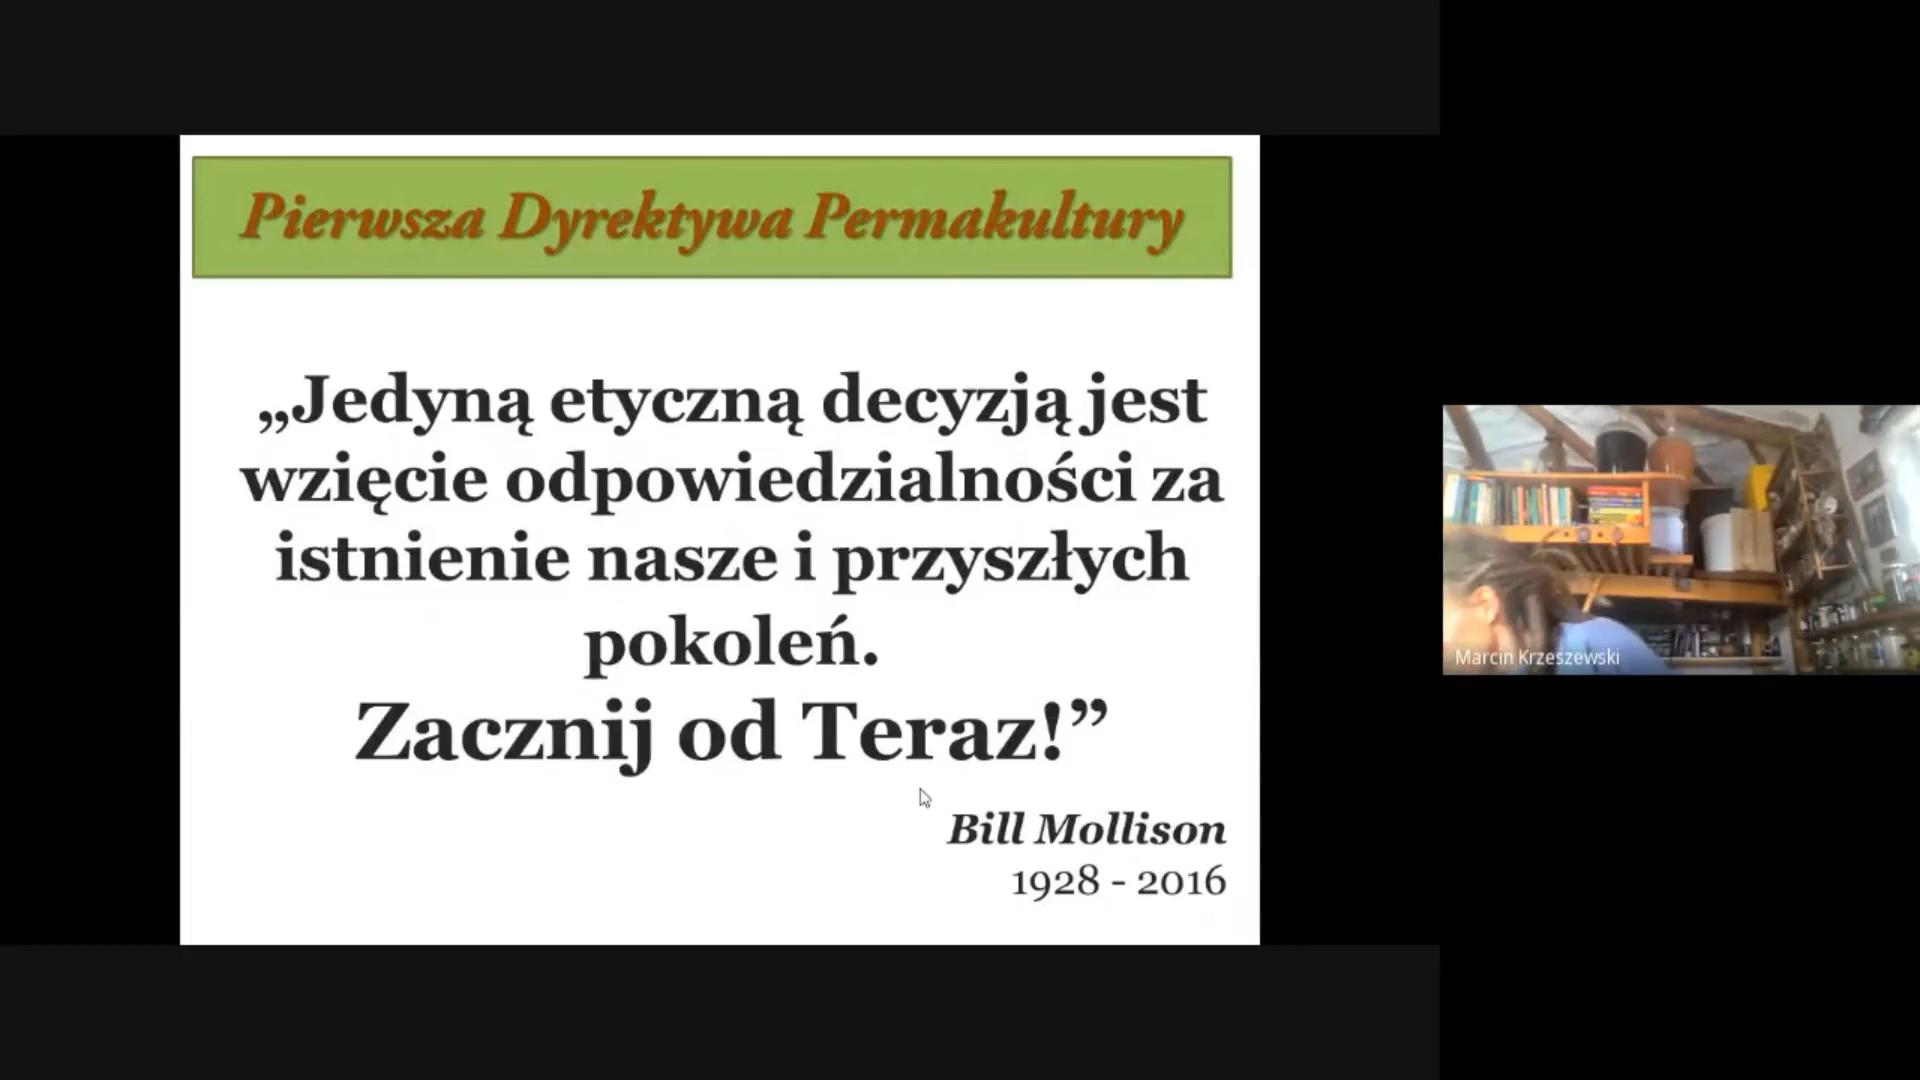 Pierwsza Dyrektywa Permakultury
„Jedyną etyczną decyzją jest
wzięcie odpowiedzialności za
istnienie nasze i przyszłych
pokoleń.
Zacznij od Teraz!”
Bill Mollison
1928 - 2016
Marcin Krzeszewski